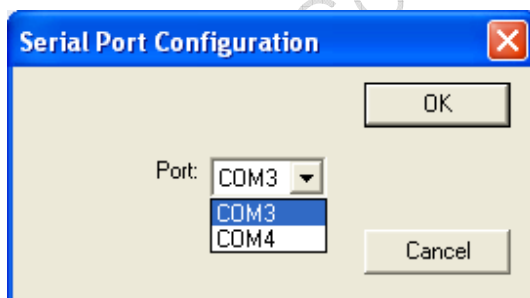 Serial Port Configuration
OK
Port: COM3
COM3
COM4
Cancel